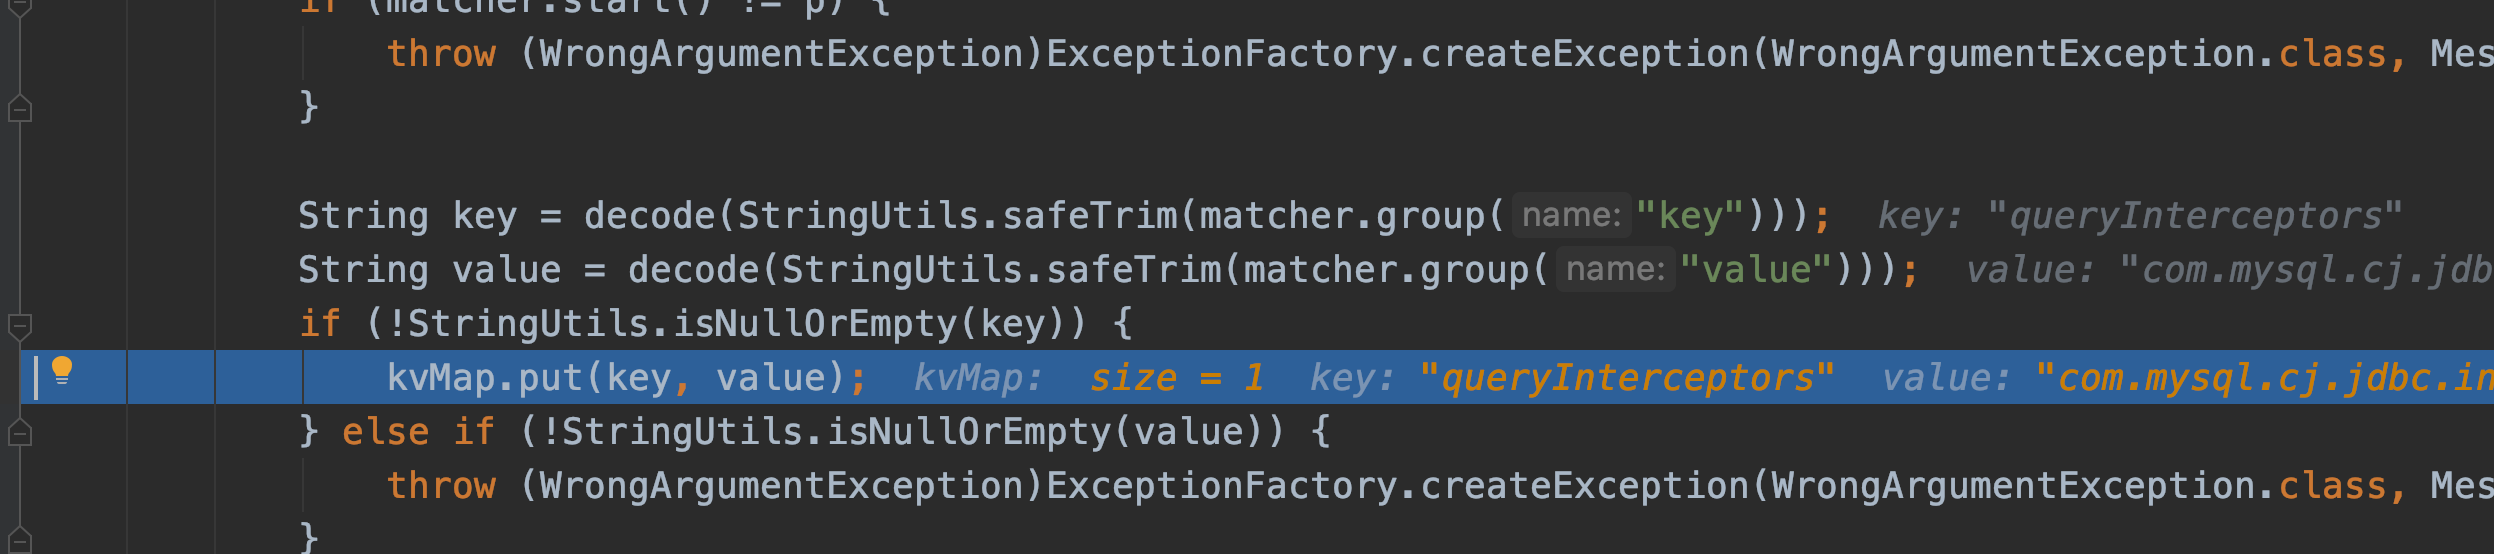 if (matcher.start() != p) {
throw (WrongArgumentException)ExceptionFactory.createException(WrongArgumentException.class, Mes
}
String key = decode(StringUtils.safeTrim(matcher.group( name: "key"))); key: "queryInterceptors"
String value = decode(StringUtils.safeTrim(matcher.group( name: "value"))); value: "com.mysql.cj.jdb
if (!StringUtils.isNullOrEmpty(key)) {
kvMap.put(key, value); kvMap: size = 1 key: "queryInterceptors" value: "com.mysql.cj.jdbc.in
} else if (!StringUtils.isNullOrEmpty(value)) {
throw (WrongArgumentException)ExceptionFactory.createException(WrongArgumentException.class, Mes
}